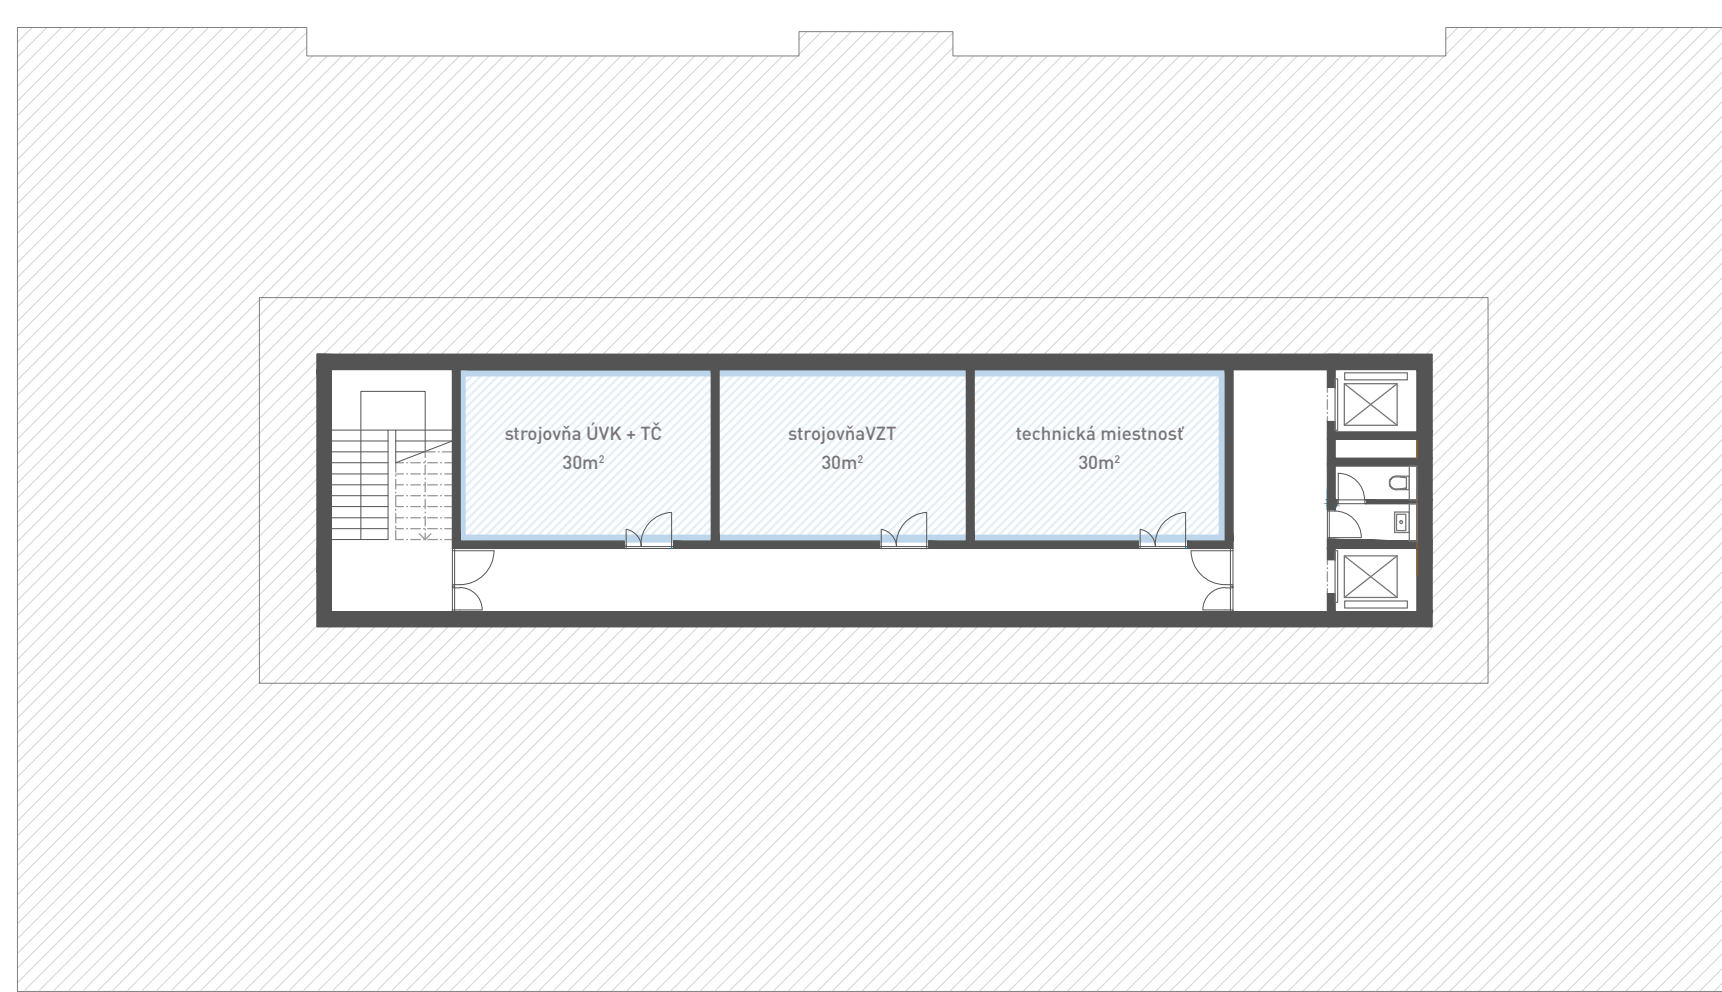 strojovňa ÚVK + TČ
30m²
strojovňaVZT
30m²
technická miestnosť
30m²